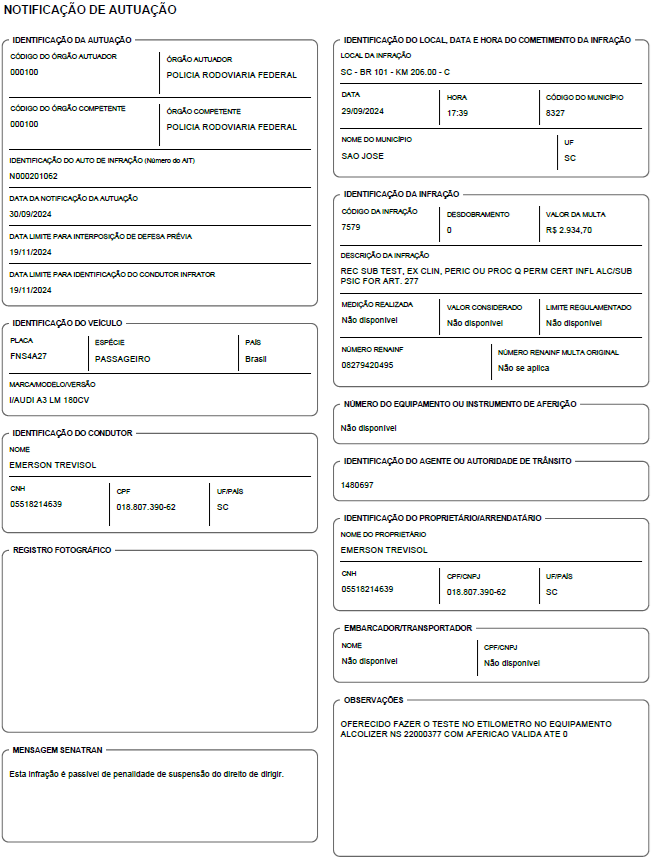 NOTIFICAÇÃO DE AUTUAÇÃO
IDENTIFICAÇÃO DA AUTUAÇÃO
CÓDIGO DO ÓRGÃO AUTUADOR
000100
ÓRGÃO AUTUADOR
POLICIA RODOVIARIA FEDERAL
CÓDIGO DO ÓRGÃO COMPETENTE
000100
ÓRGÃO COMPETENTE
POLICIA RODOVIARIA FEDERAL
IDENTIFICAÇÃO DO AUTO DE INFRAÇÃO (Número do AIT)
N000201062
DATA DA NOTIFICAÇÃO DA AUTUAÇÃO
30/09/2024
DATA LIMITE PARA INTERPOSIÇÃO DE DEFESA PRÉVIA
19/11/2024
DATA LIMITE PARA IDENTIFICAÇÃO DO CONDUTOR INFRATOR
19/11/2024
IDENTIFICAÇÃO DO VEÍCULO
PLACA
FNS4A27
ESPÉCIE
PASSAGEIRO
PAÍS
Brasil
MARCA/MODELO/VERSÃO
I/AUDI A3 LM 180CV
IDENTIFICAÇÃO DO CONDUTOR
NOME
EMERSON TREVISOL
CNH
05518214639
CPF
018.807.390-62
UF/PAÍS
SC
REGISTRO FOTOGRÁFICO
MENSAGEM SENATRAN
Esta infração é passível de penalidade de suspensão do direito de dirigir.
IDENTIFICAÇÃO DO LOCAL, DATA E HORA DO COMETIMENTO DA INFRAÇÃO
LOCAL DA INFRAÇÃO
SC - BR 101 - KM 206.00 - C
DATA
29/09/2024
HORA
17:39
CÓDIGO DO MUNICÍPIO
8327
NOME DO MUNICÍPIO
SAO JOSE
UF
SC
IDENTIFICAÇÃO DA INFRAÇÃO
CÓDIGO DA INFRAÇÃO
7579
DESDOBRAMENTO
0
VALOR DA MULTA
R$ 2.934,70
DESCRIÇÃO DA INFRAÇÃO
REC SUB TEST, EX CLIN, PERIC OU PROC Q PERM CERT INFL ALC/SUB
PSIC FOR ART. 277
MEDIÇÃO REALIZADA
Não disponível
VALOR CONSIDERADO
Não disponível
LIMITE REGULAMENTADO
Não disponível
NÚMERO RENAINF
08279420495
NÚMERO RENAINF MULTA ORIGINAL
Não se aplica
NÚMERO DO EQUIPAMENTO OU INSTRUMENTO DE AFERIÇÃO
Não disponível
IDENTIFICAÇÃO DO AGENTE OU AUTORIDADE DE TRÂNSITO
1480697
IDENTIFICAÇÃO DO PROPRIETÁRIO/ARRENDATÁRIO
NOME DO PROPRIETÁRIO
EMERSON TREVISOL
CNH
05518214639
CPF/CNPJ
018.807.390-62
UF/PAÍS
SC
EMBARCADOR/TRANSPORTADOR
NOME
Não disponível
CPF/CNPJ
Não disponível
OBSERVAÇÕES
OFERECIDO FAZER O TESTE NO ETILOMETRO NO EQUIPAMENTO
ALCOLIZER NS 22000377 COM AFERICAO VALIDA ATE 0